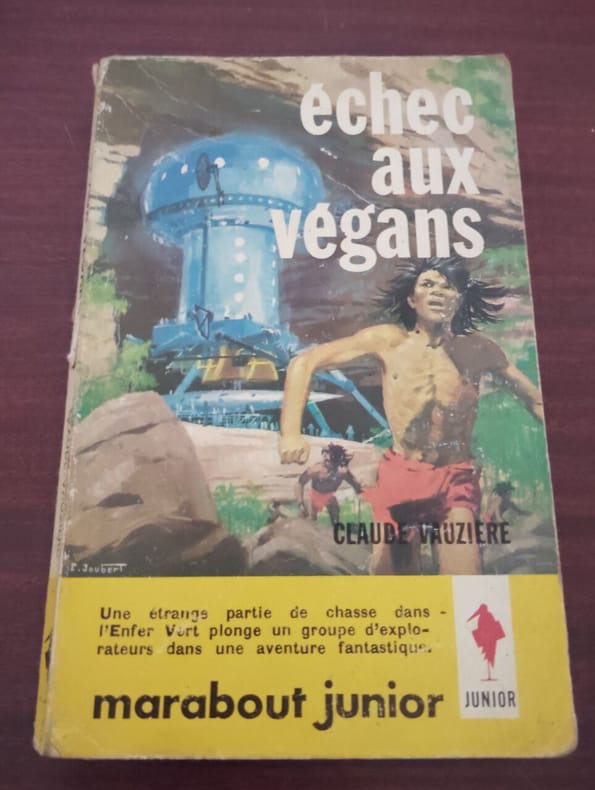 échec
aux
végans
CLAUDE VAUZIÈRE
P. Joubert
Une étrange partie de chasse dans
l'Enfer Vert plonge un groupe d'explo-
rateurs dans une aventure fantastique.
marabout junior
JUNIOR